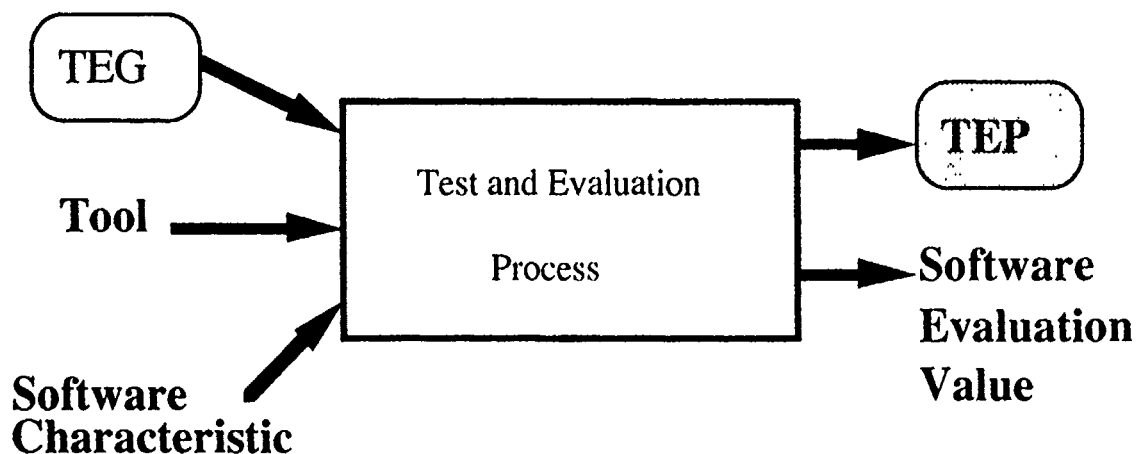 TEG
Tool
Software
Characteristic
Test and Evaluation
Process
TEP
Software
Evaluation
Value